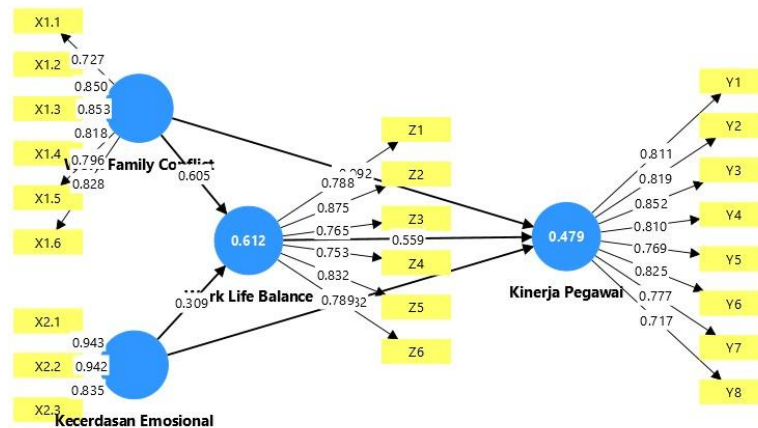 X1.1
X1.2
X1.3
X1.4
X1.5
X1.6
0.727
0.850
0.853
0.818
0.796
0.828
Family Conflict
0.605
X2.1
X2.2
X2.3
0.943
0.942
0.835
Kecerdasan Emosional
0.309
0.612
Work Life Balance
0.788
0.875
0.765
0.753
0.832
0.789
Z1
Z2
Z3
Z4
Z5
Z6
0.559
0.479
Kinerja Pegawai
0.811
0.819
0.852
0.810
0.769
0.825
0.777
0.717
Y1
Y2
Y3
Y4
Y5
Y6
Y7
Y8